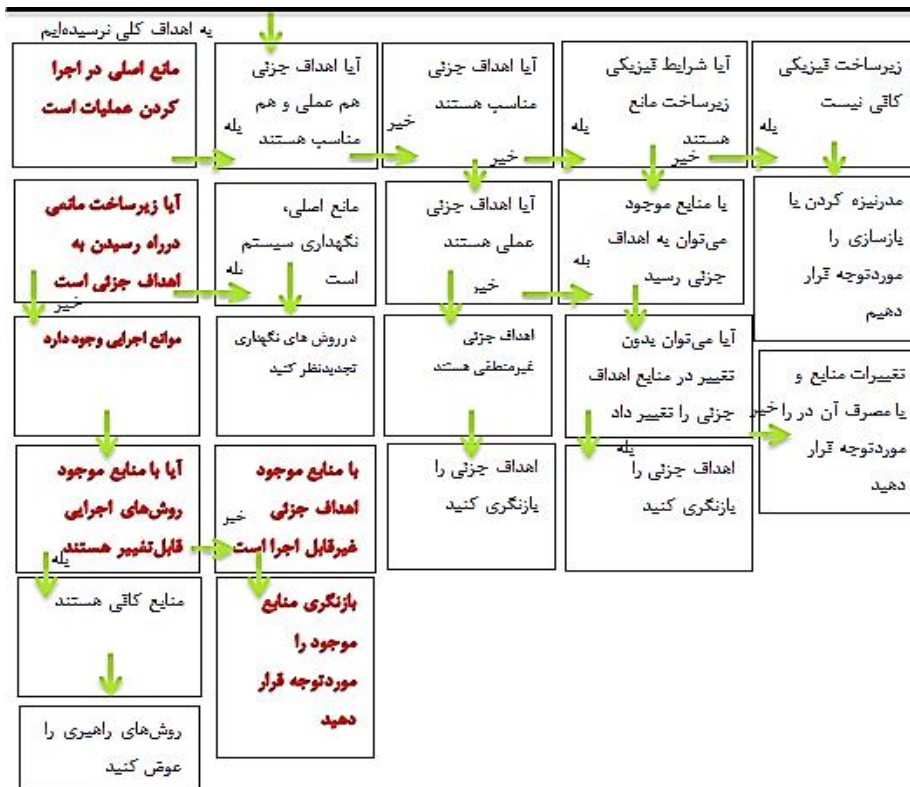 به اهداف کلی نرسیده‌ایم
زیرساخت فیزیکی
کافی نیست
بله
آیا شرایط فیزیکی
زیرساخت مانع
هستند
بله
خیر
آیا اهداف جزئی
مناسب هستند
خیر
خیر
آیا اهداف جزئی
هم عملی و هم
مناسب هستند
بله
مانع اصلی در اجرا
کردن عملیات است
مدرنیزه کردن یا
بازسازی را
موردتوجه قرار
دهیم
با منابع موجود
می‌توان به اهداف
جزئی رسید
بله
آیا اهداف جزئی
عملی هستند
خیر
مانع اصلی،
نگهداری سیستم
است
بله
آیا زیرساخت مانعی
درراه رسیدن به
اهداف جزئی است
خیر
تغییرات منابع و
یا مصرف آن در را
موردتوجه قرار
دهید
خیر
آیا می‌توان بدون
تغییر در منابع اهداف
جزئی را تغییر داد
بله
اهداف جزئی
غیرمنطقی هستند
درروش های نگهداری
تجدیدنظر کنید
موانع اجرایی وجود دارد
اهداف جزئی را
بازنگری کنید
اهداف جزئی را
بازنگری کنید
با منابع موجود
اهداف جزئی
غیرقابل اجرا است
خیر
آیا با منابع موجود
روش‌های اجرایی
قابل‌تغییر هستند
بله
بازنگری منابع
موجود را
موردتوجه قرار
دهید
منابع کافی هستند
روش‌های راهبری را
عوض کنید